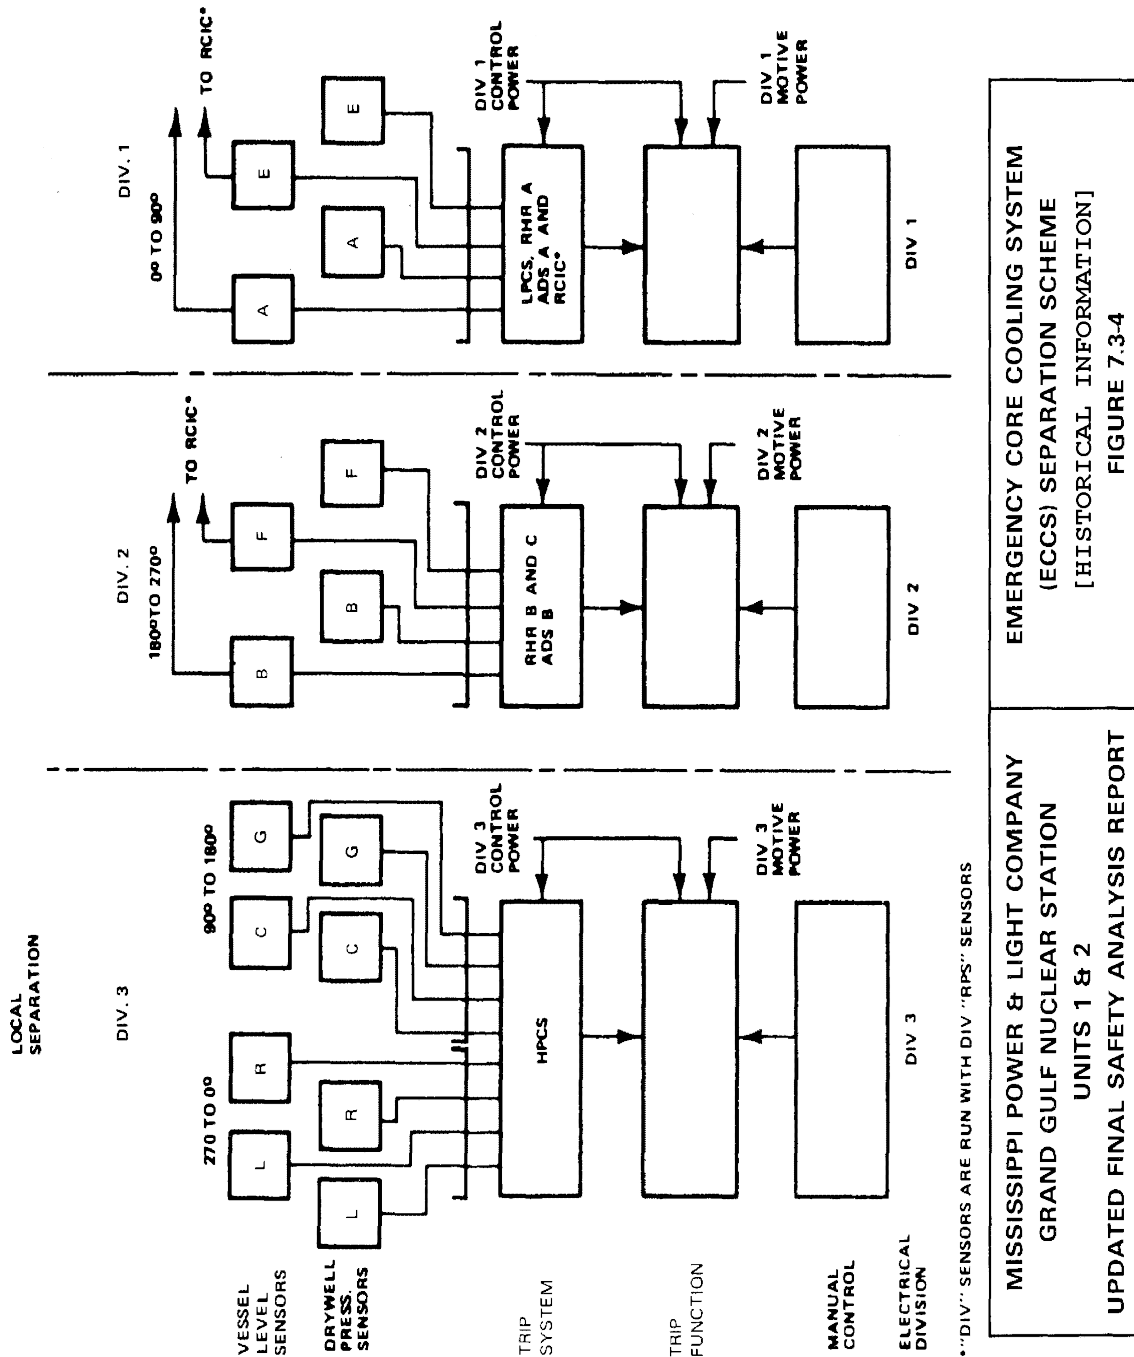 LOCAL
SEPARATION
DIV. 3
DIV. 2
DIV. 1
270 TO 0°
90° TO 180°
180° TO 270°
0° TO 90°
TO RCIC*
TO RCIC*
VESSEL
LEVEL
SENSORS
L
R
C
G
B
F
A
E
DRYWELL
PRESS.
SENSORS
L
R
C
G
B
F
A
E
TRIP
SYSTEM
HPCS
DIV 3
CONTROL
POWER
RHR B AND C
ADS B
DIV 2
CONTROL
POWER
LPCS, RHR A
ADS A AND
RCIC*
DIV 1
CONTROL
POWER
TRIP
FUNCTION
DIV 3
MOTIVE
POWER
DIV 2
MOTIVE
POWER
DIV 1
MOTIVE
POWER
MANUAL
CONTROL
ELECTRICAL
DIVISION
DIV 3
DIV 2
DIV 1
*"DIV" SENSORS ARE RUN WITH DIV "RPS" SENSORS
MISSISSIPPI POWER & LIGHT COMPANY
GRAND GULF NUCLEAR STATION
UNITS 1 & 2
UPDATED FINAL SAFETY ANALYSIS REPORT
EMERGENCY CORE COOLING SYSTEM
(ECCS) SEPARATION SCHEME
[HISTORICAL INFORMATION]
FIGURE 7.3-4